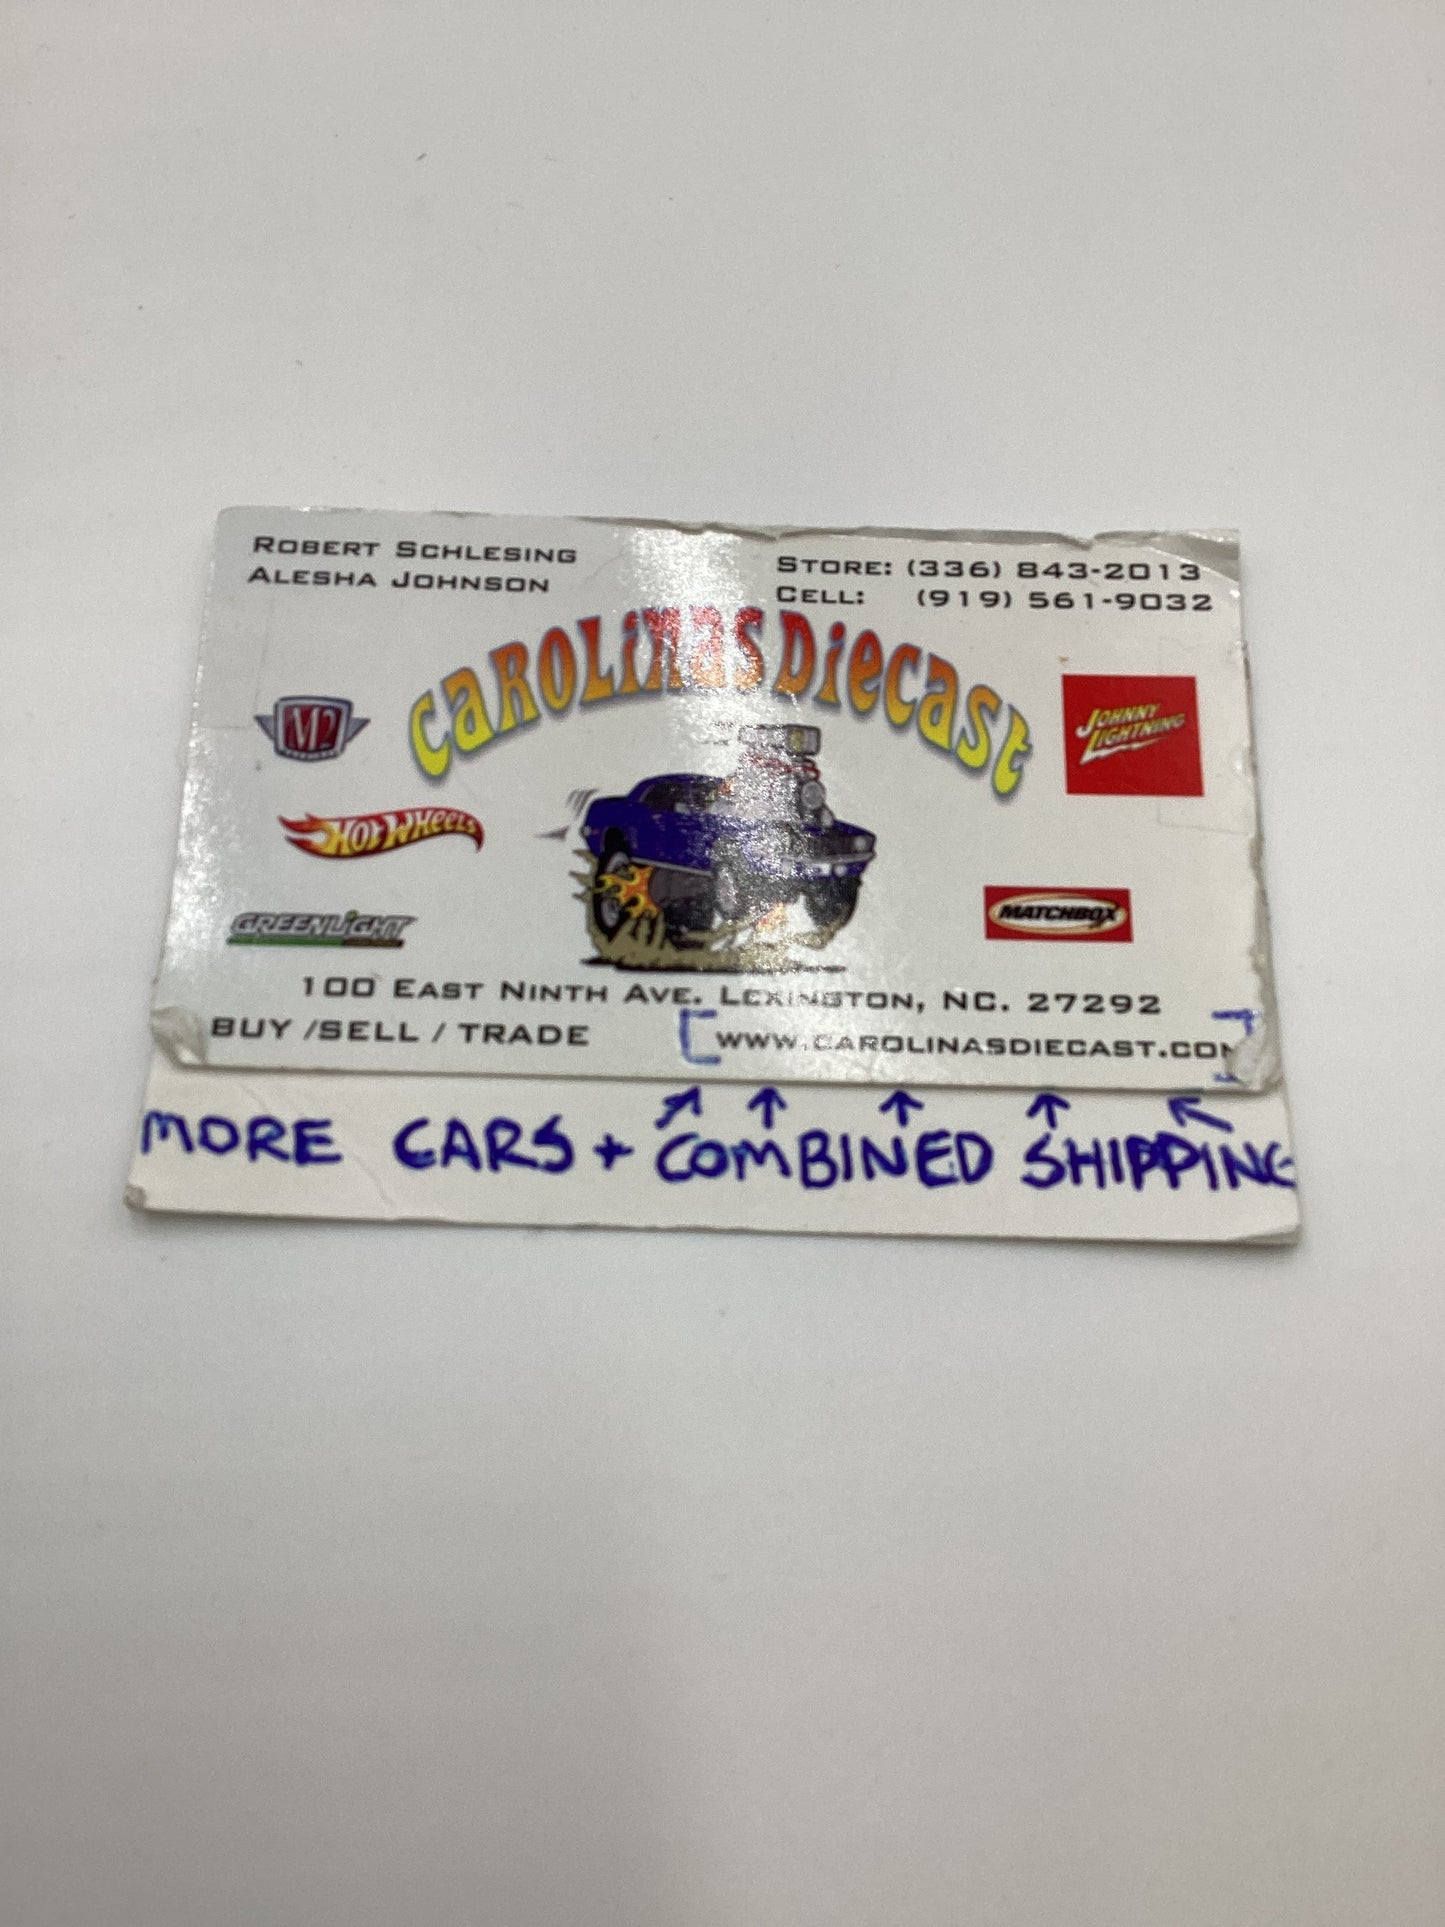 ROBERT SCHLESING
ALESHA JOHNSON
STORE: (336) 843-2013
CELL: (919) 561-9032
CAROLINAS DIECAST
M2
JOHNNY
LIGHTNING
HOT WHEELS
GREENLIGHT
MATCHBOX
100 EAST NINTH AVE. LEXINGTON, NC. 27292
BUY /SELL / TRADE
WWW.CAROLINASDIECAST.COM
MORE CARS + COMBINED SHIPPING